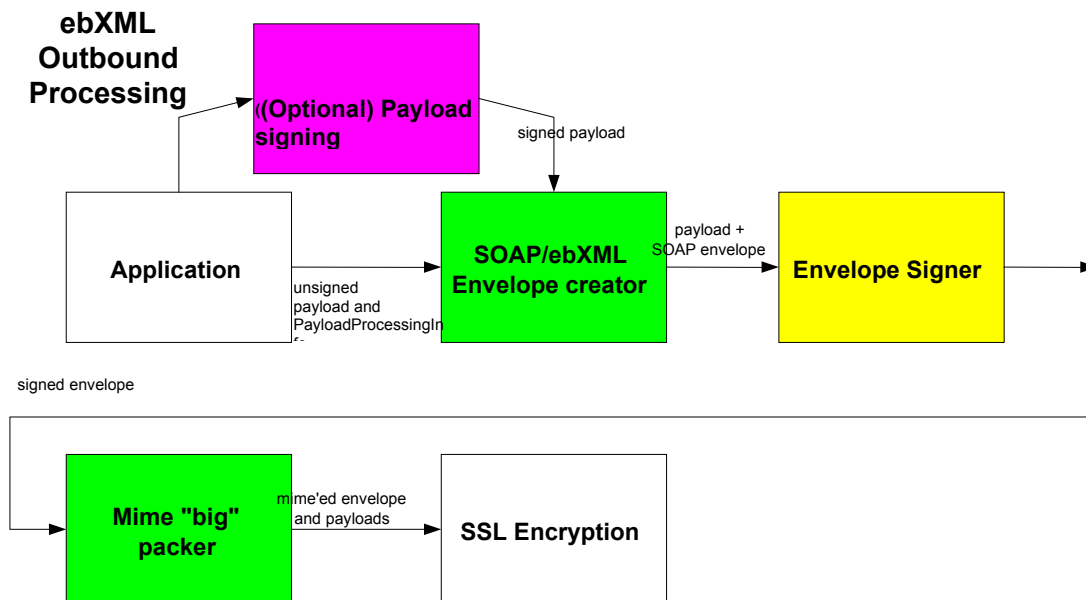 ebXML
Outbound
Processing
((Optional) Payload
signing
signed payload
Application
unsigned
payload and
PayloadProcessingIn
SOAP/ebXML
Envelope creator
payload +
SOAP envelope
Envelope Signer
signed envelope
Mime "big"
packer
mime'ed envelope
and payloads
SSL Encryption